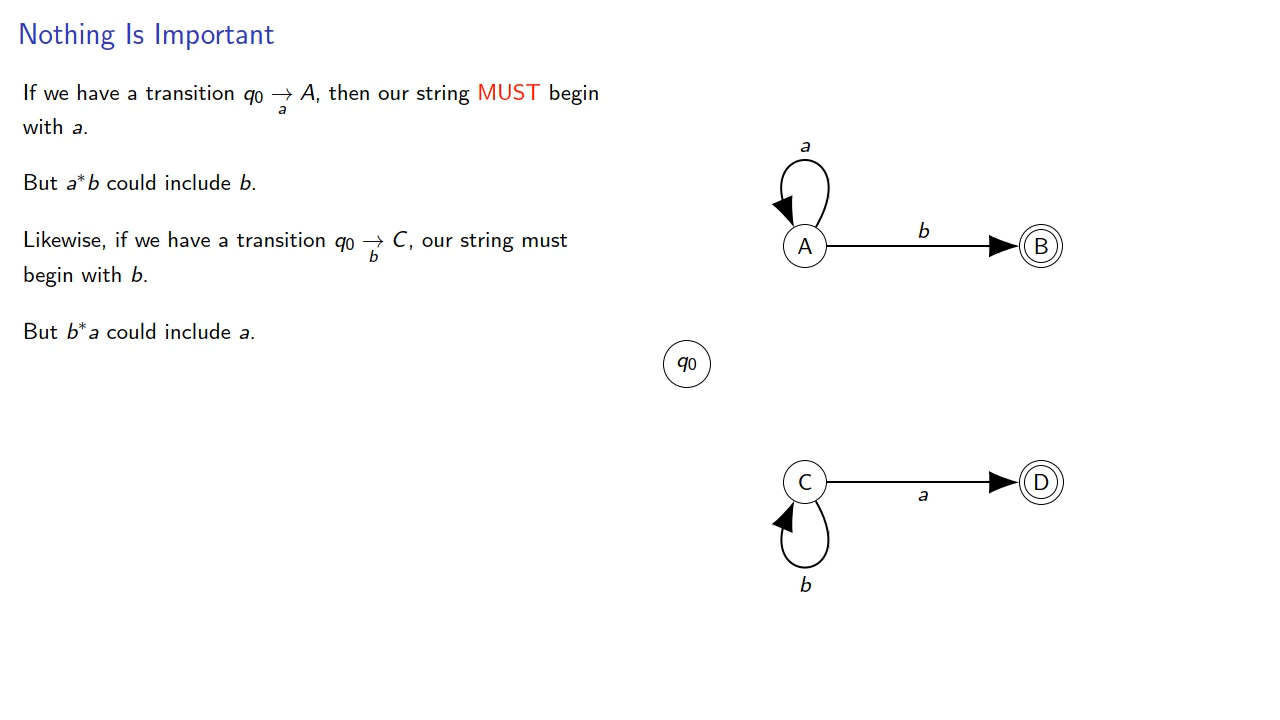 Nothing Is Important
If we have a transition q₀ →ₐ A, then our string MUST begin
with a.
But a*b could include b.
Likewise, if we have a transition q₀ →_b C, our string must
begin with b.
But b*a could include a.
a
A
b
B
q₀
C
a
D
b